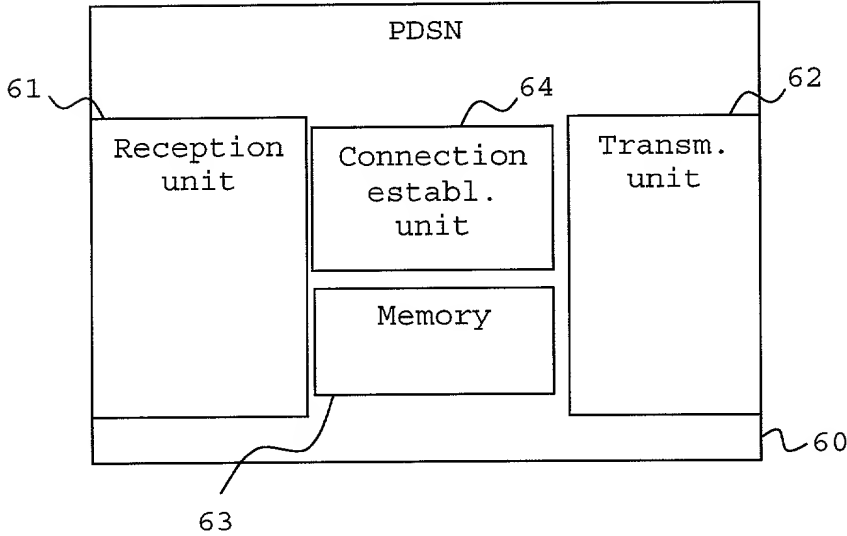 PDSN
61
64
62
Reception
unit
Connection
establ.
unit
Transm.
unit
Memory
60
63